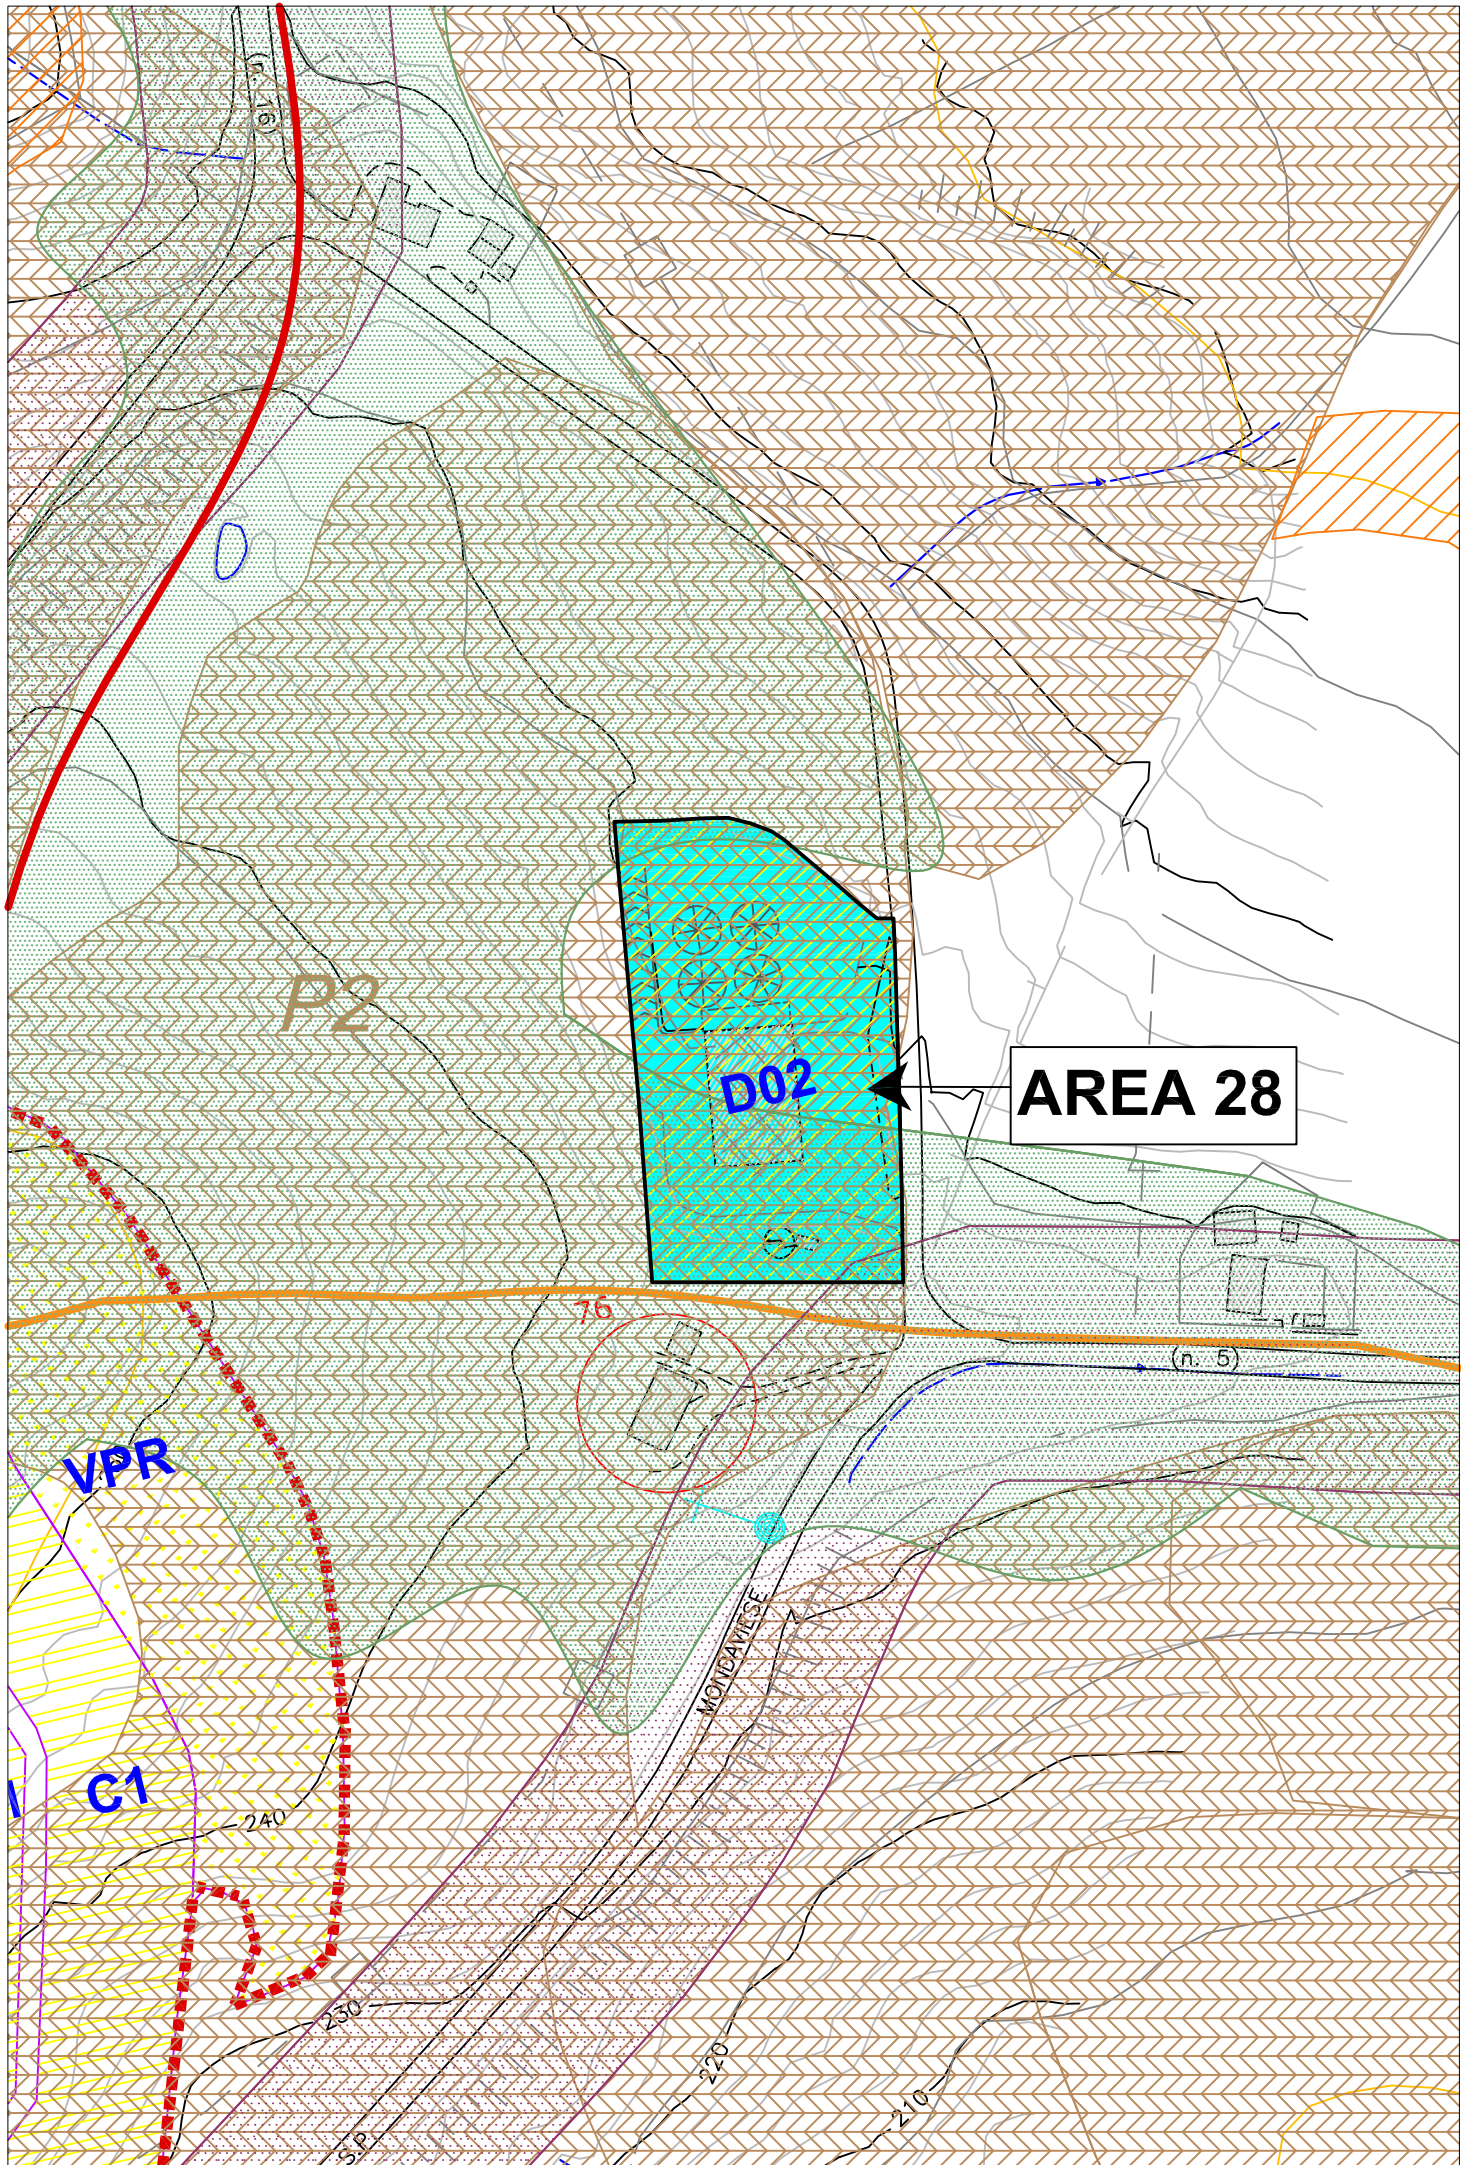 (n. 16)
P2
D02
AREA 28
76
(n. 5)
VPR
MONDAVIESE
C1
240
230
220
210
S.P.